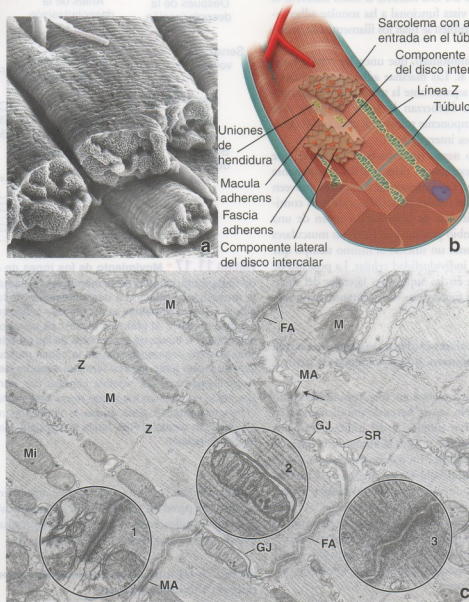 Sarcolema con a
entrada en el túb
Componente
del disco inter
Línea Z
Túbulo
Uniones
de
hendidura
Macula
adherens
Fascia
adherens
Componente lateral
del disco intercalar
a
b
M
FA
M
Z
MA
M
GJ
Z
SR
Mi
2
1
3
GJ
FA
MA
c